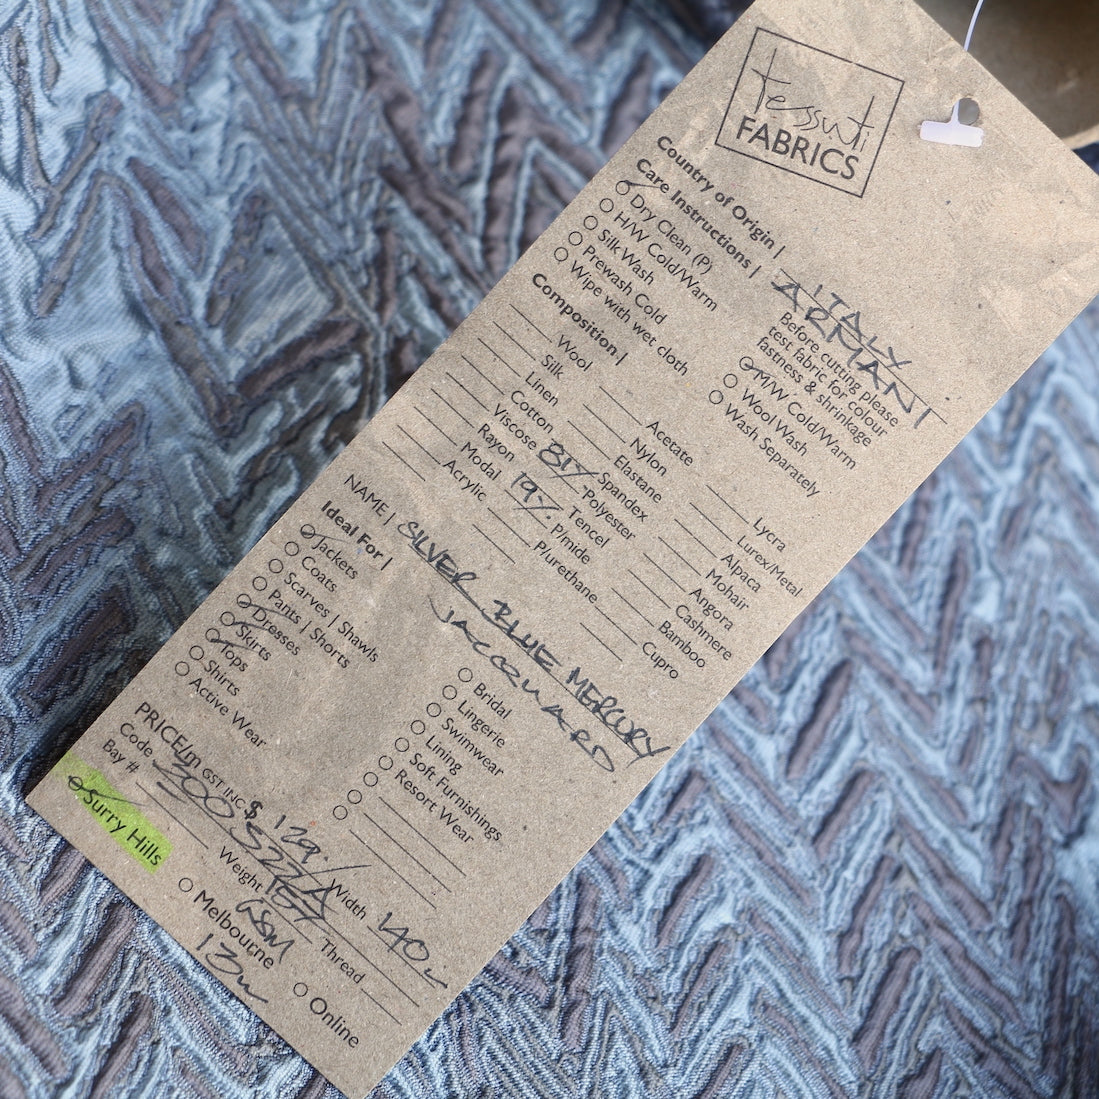 tessuti
FABRICS
Country of Origin | ITALY
Care Instructions | ARMANI
Dry Clean (P)
H/W Cold/Warm
Silk Wash
Prewash Cold
Wipe with wet cloth
Before cutting please
test fabric for colour
fastness & shrinkage
M/W Cold/Warm
Wool Wash
Wash Separately
Composition |
Wool
Silk
Linen
Cotton
Viscose
Rayon
Modal
Acrylic
Acetate
Nylon
Elastane
Spandex
81% Polyester
Tencel
19% P/mide
P/urethane
Lycra
Lurex/Metal
Alpaca
Mohair
Angora
Cashmere
Bamboo
Cupro
NAME | SILVER BLUE MERCURY
JACQUARD
Ideal For |
Jackets
Coats
Scarves | Shawls
Pants | Shorts
Dresses
Skirts
Tops
Shirts
Active Wear
Bridal
Lingerie
Swimwear
Lining
Soft Furnishings
Resort Wear
PRICE/m GST INC $ 129.
Code
Bay #
Width 140
Weight
GSM
Thread
Surry Hills
Melbourne
Online
13m